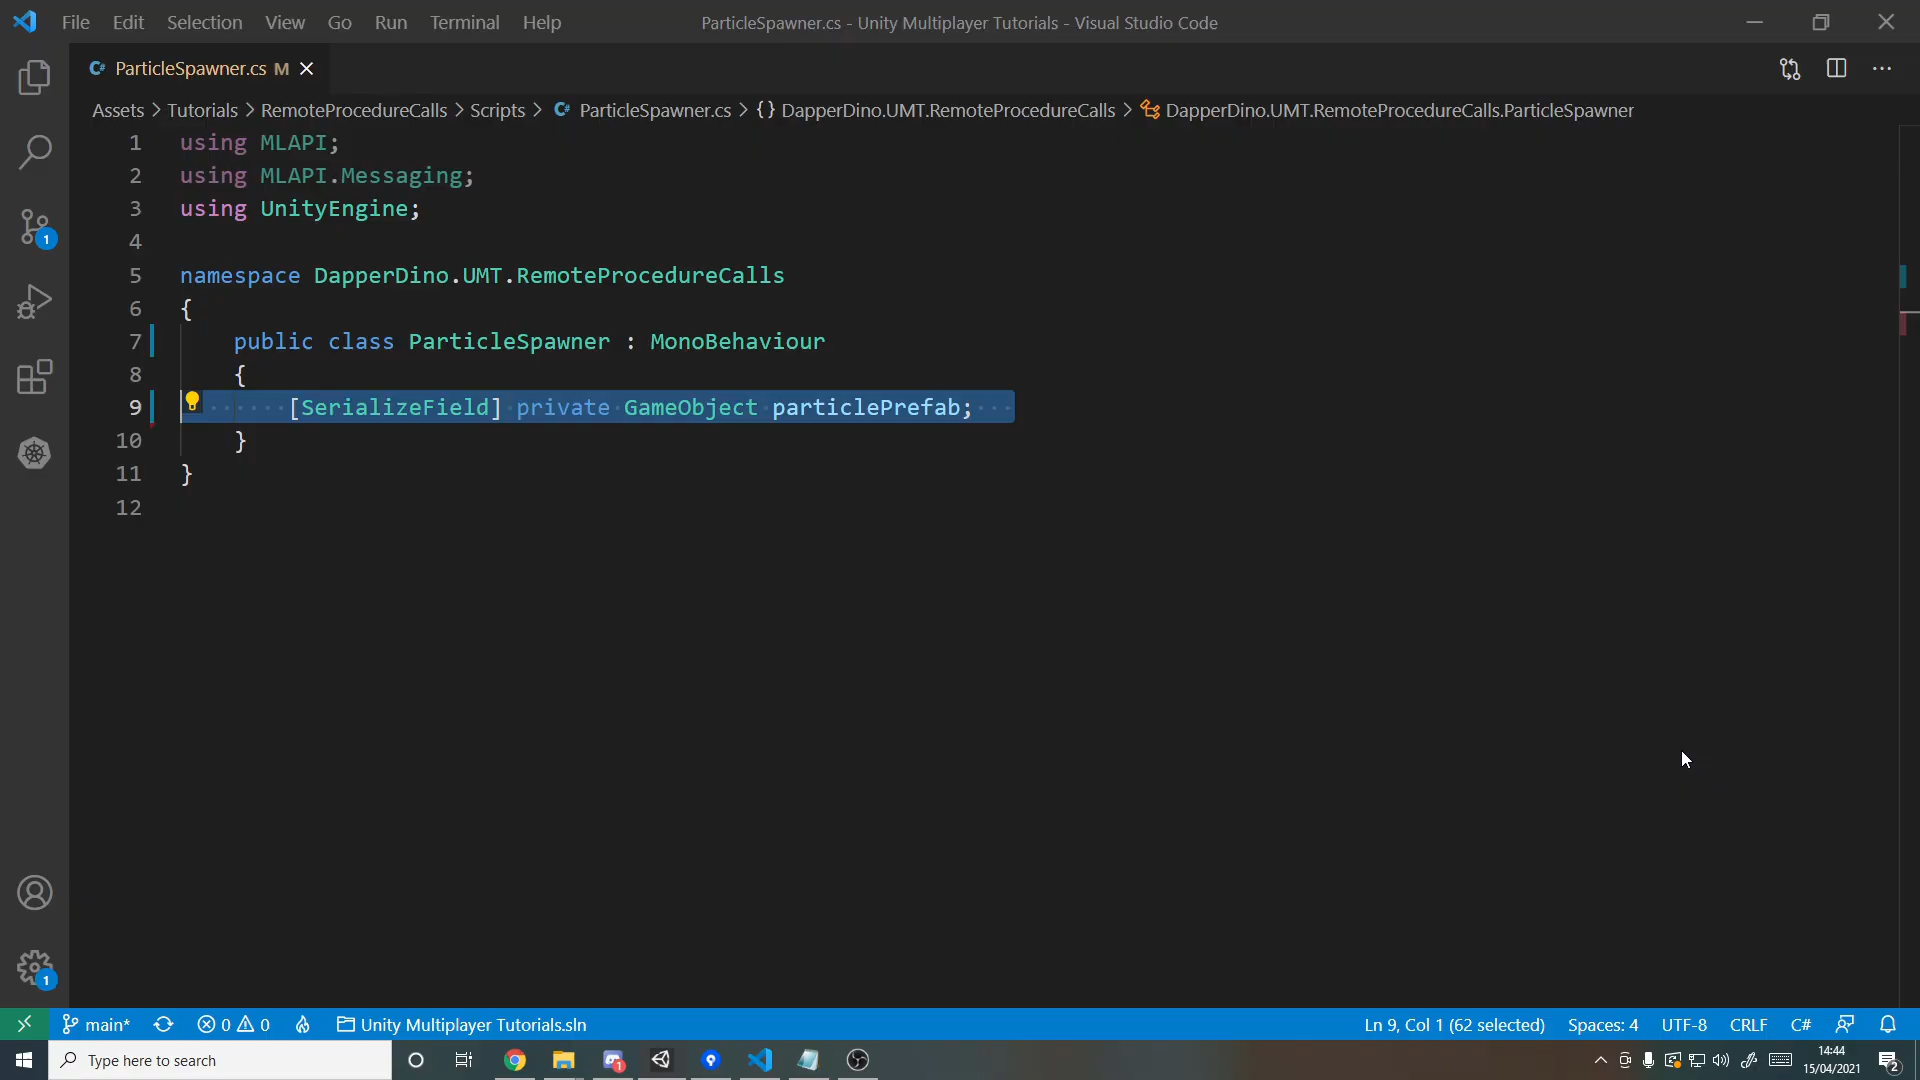 File Edit Selection View Go Run Terminal Help
ParticleSpawner.cs - Unity Multiplayer Tutorials - Visual Studio Code
C# ParticleSpawner.cs M
Assets > Tutorials > RemoteProcedureCalls > Scripts > C# ParticleSpawner.cs > {} DapperDino.UMT.RemoteProcedureCalls > DapperDino.UMT.RemoteProcedureCalls.ParticleSpawner
1 using MLAPI;
2 using MLAPI.Messaging;
3 using UnityEngine;
4
5 namespace DapperDino.UMT.RemoteProcedureCalls
6 {
7 public class ParticleSpawner : MonoBehaviour
8 {
9 [SerializeField] private GameObject particlePrefab;
10 }
11 }
12
1
1
main* 0 0 Unity Multiplayer Tutorials.sln Ln 9, Col 1 (62 selected) Spaces: 4 UTF-8 CRLF C#
Type here to search
1
14:44
15/04/2021
2